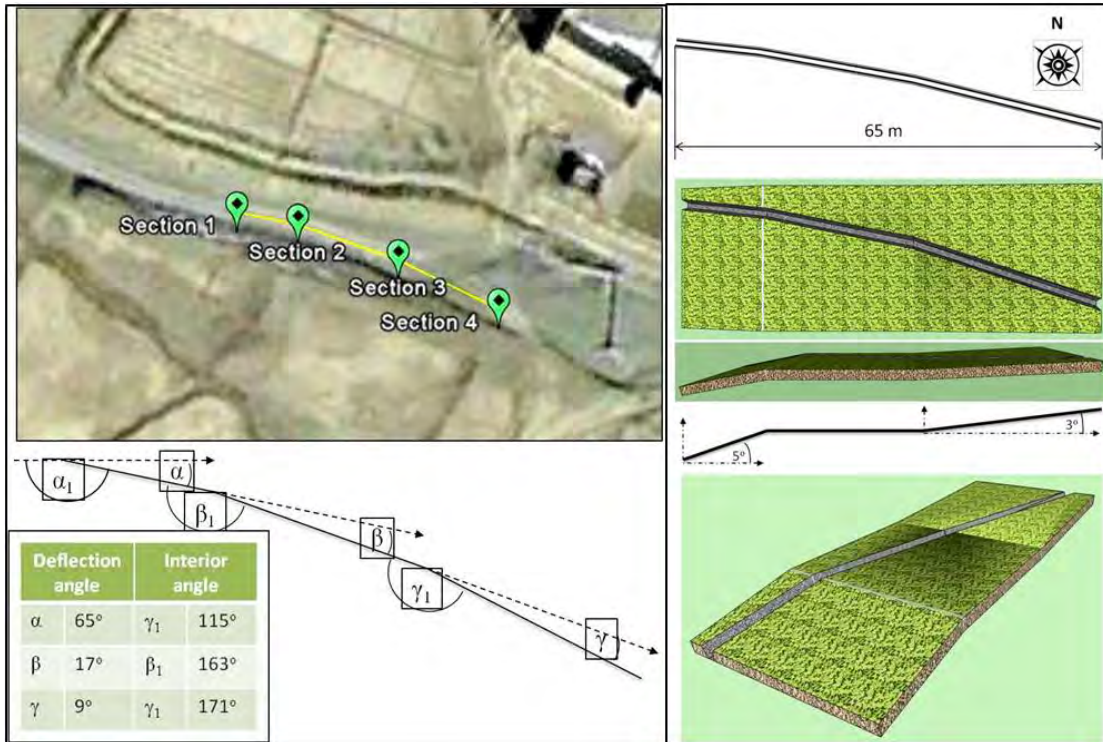 Section 1
Section 2
Section 3
Section 4
α₁
α
β₁
β
γ₁
γ
Deflection angle
Interior angle
α 65° γ₁ 115°
β 17° β₁ 163°
γ 9° γ₁ 171°
N
65 m
5°
3°